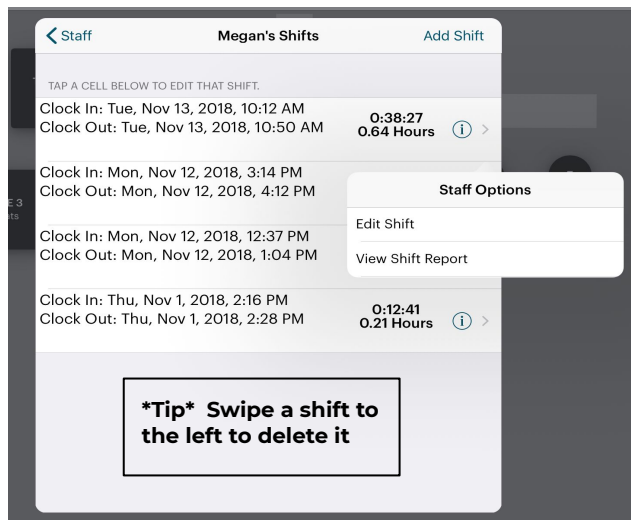 Staff
Megan's Shifts
Add Shift
TAP A CELL BELOW TO EDIT THAT SHIFT.
Clock In: Tue, Nov 13, 2018, 10:12 AM
Clock Out: Tue, Nov 13, 2018, 10:50 AM
0:38:27
0.64 Hours
Clock In: Mon, Nov 12, 2018, 3:14 PM
Clock Out: Mon, Nov 12, 2018, 4:12 PM
Staff Options
Edit Shift
View Shift Report
Clock In: Mon, Nov 12, 2018, 12:37 PM
Clock Out: Mon, Nov 12, 2018, 1:04 PM
Clock In: Thu, Nov 1, 2018, 2:16 PM
Clock Out: Thu, Nov 1, 2018, 2:28 PM
0:12:41
0.21 Hours
*Tip* Swipe a shift to
the left to delete it
E 3